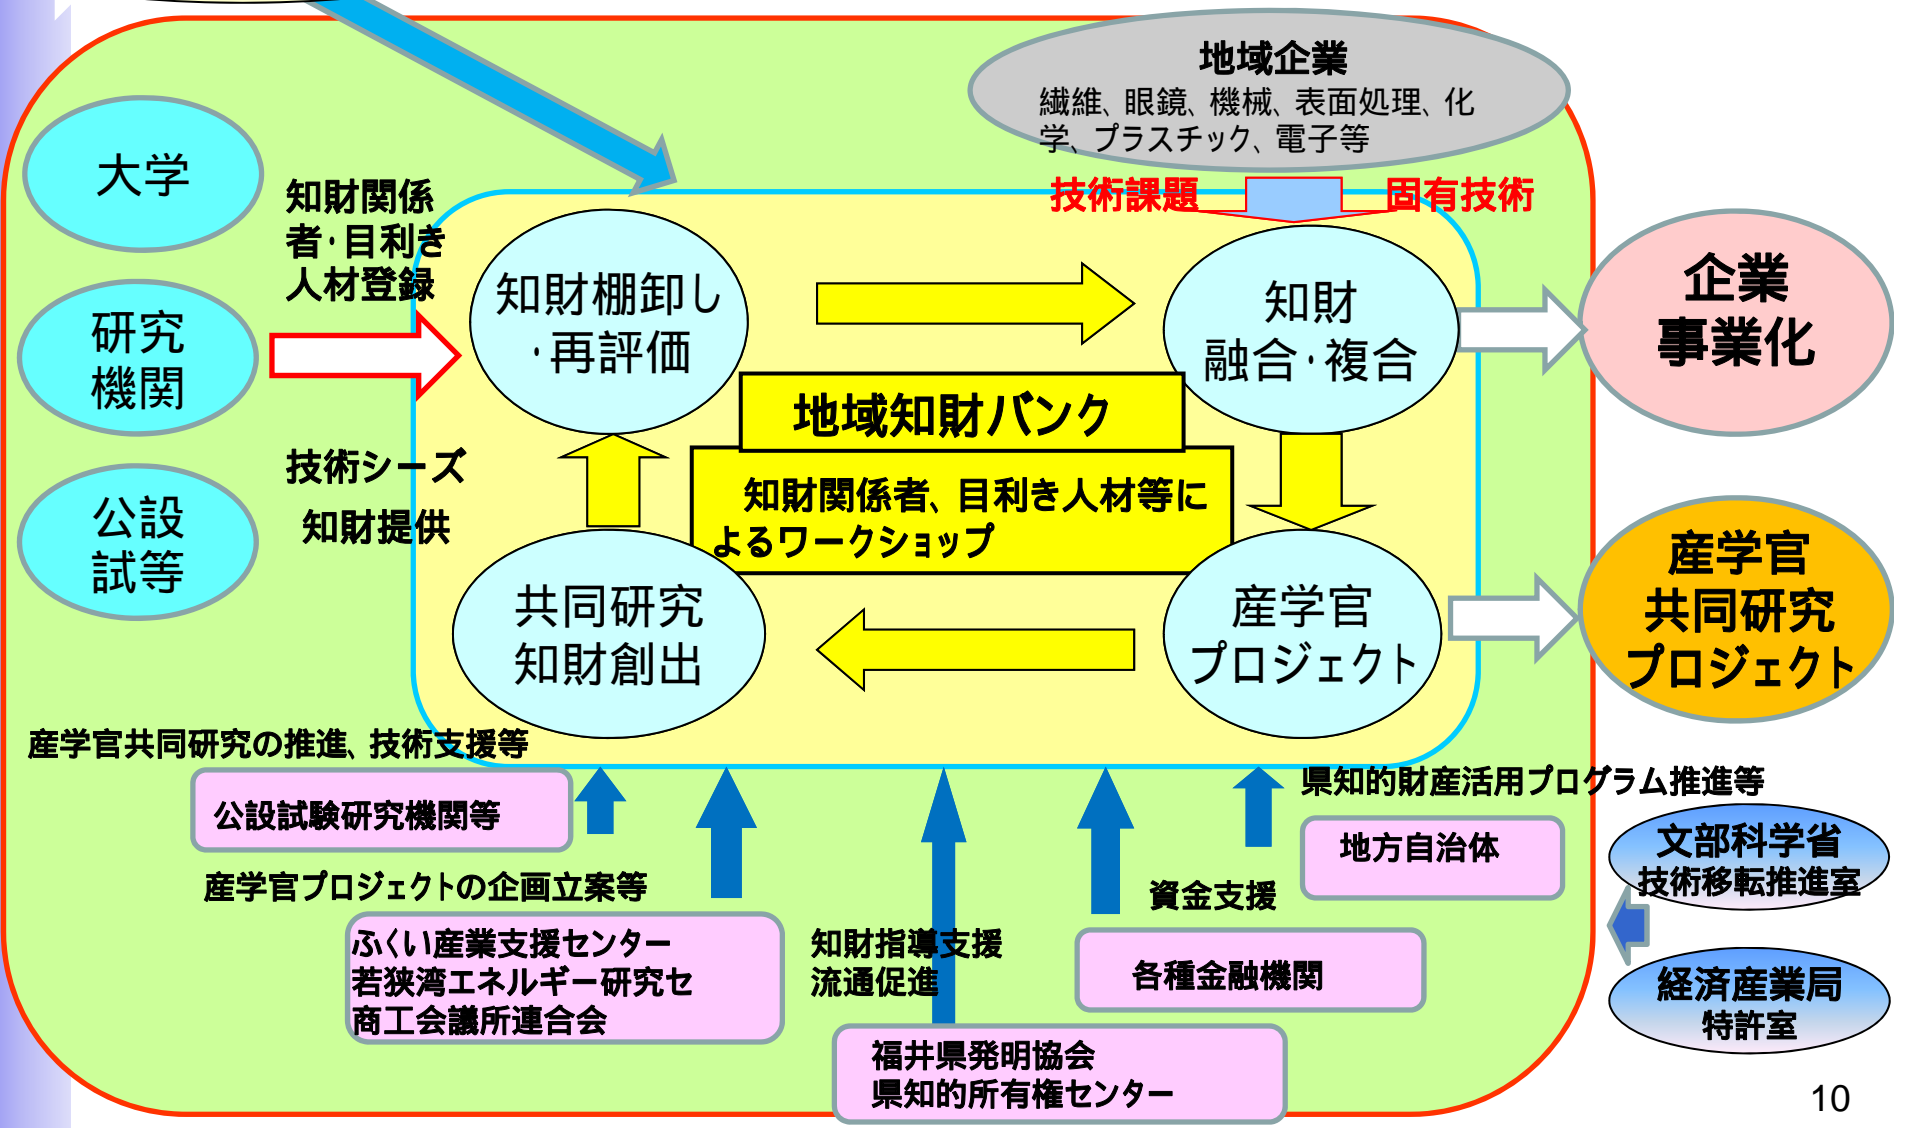 地域企業
繊維、眼鏡、機械、表面処理、化
学、プラスチック、電子等
技術課題
固有技術
大学
研究
機関
公設
試等
知財関係
者・目利き
人材登録
技術シーズ
知財提供
知財棚卸し
・再評価
知財
融合・複合
地域知財バンク
知財関係者、目利き人材等に
よるワークショップ
共同研究
知財創出
産学官
プロジェクト
企業
事業化
産学官
共同研究
プロジェクト
産学官共同研究の推進、技術支援等
公設試験研究機関等
産学官プロジェクトの企画立案等
ふくい産業支援センター
若狭湾エネルギー研究セ
商工会議所連合会
知財指導支援
流通促進
福井県発明協会
県知的所有権センター
資金支援
各種金融機関
県知的財産活用プログラム推進等
地方自治体
文部科学省
技術移転推進室
経済産業局
特許室
10